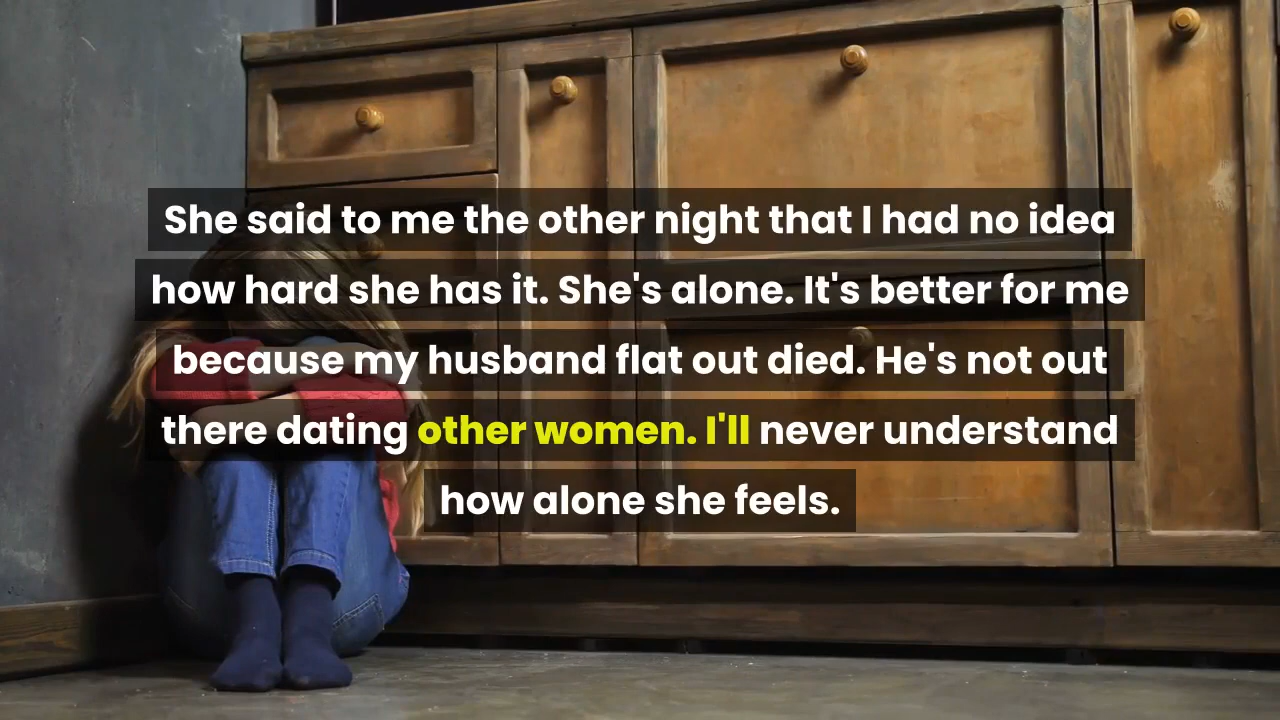 She said to me the other night that I had no idea
how hard she has it. She's alone. It's better for me
because my husband flat out died. He's not out
there dating other women. I'll never understand
how alone she feels.